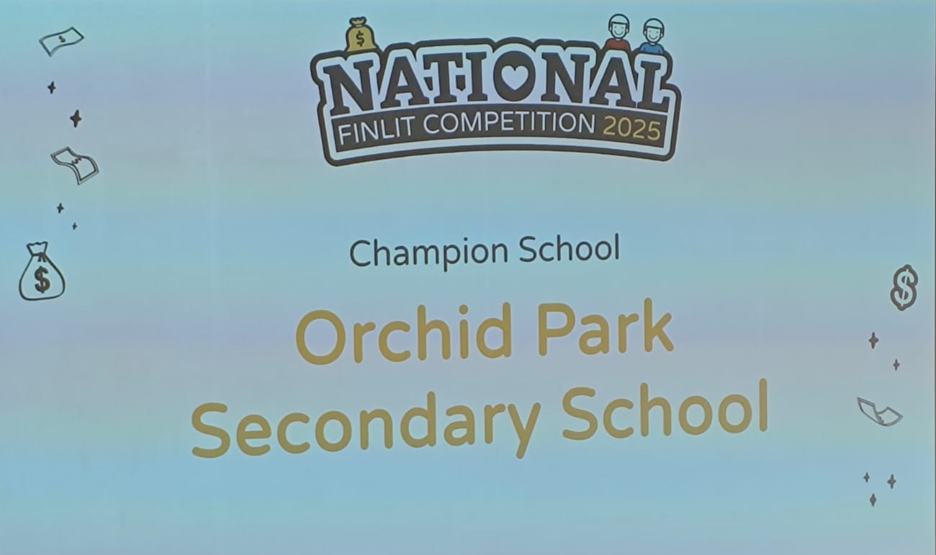 NATIONAL
FINLIT COMPETITION 2025
Champion School
Orchid Park
Secondary School